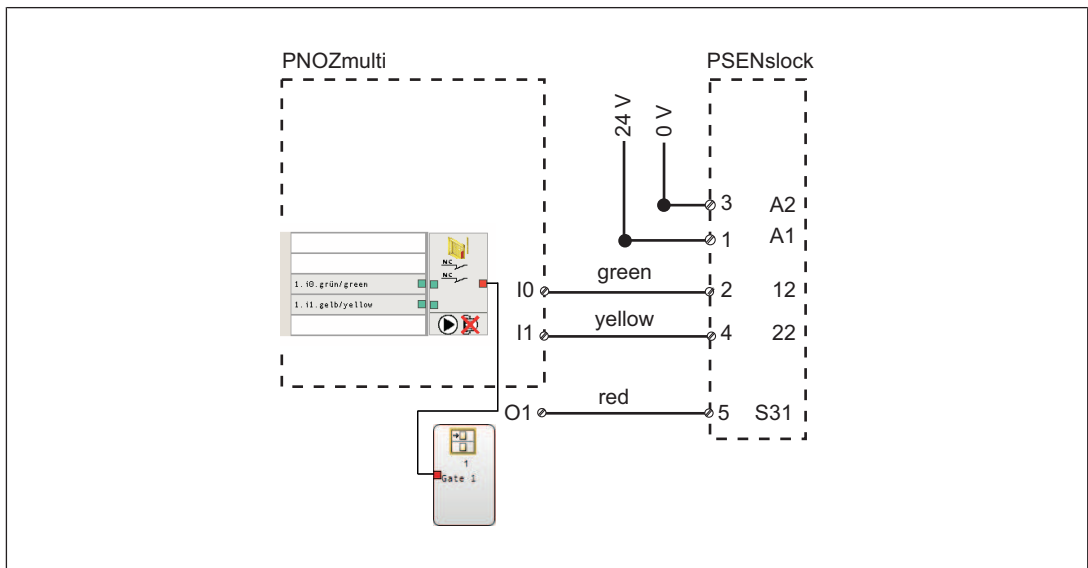 PNOZmulti
PSENslock
24 V
0 V
3 A2
1 A1
NC
NC
1.i0.grün/green
I0
green
2 12
1.i1.gelb/yellow
I1
yellow
4 22
O1
red
5 S31
1
Gate 1